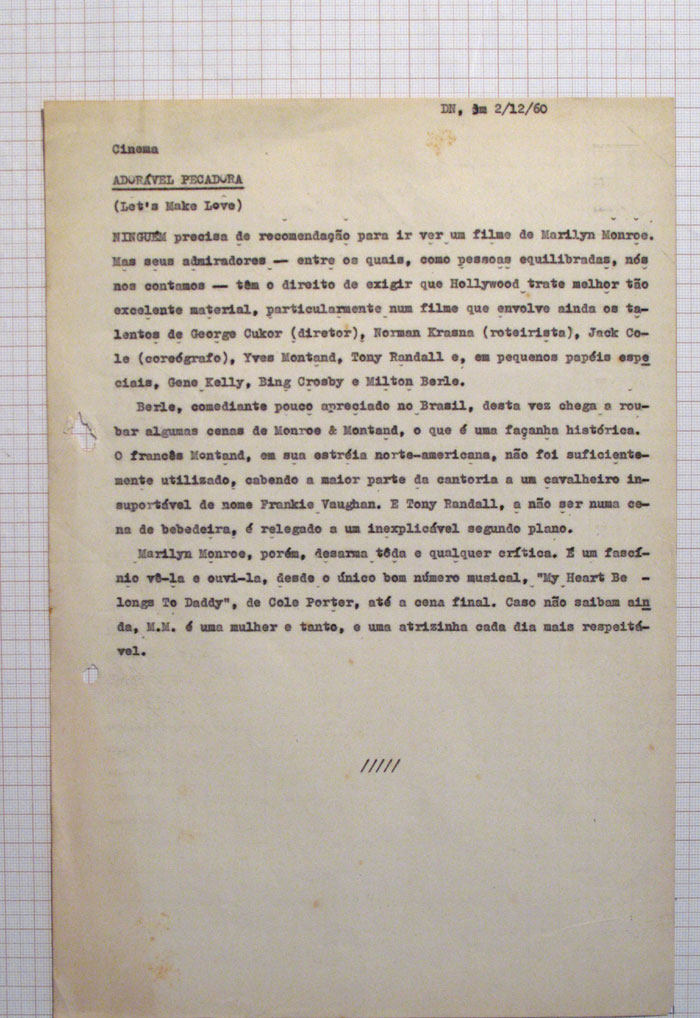 DN, em 2/12/60
Cinema
ADORÁVEL PECADORA
(Let's Make Love)
NINGUÉM precisa de recomendação para ir ver um filme de Marilyn Monroe.
Mas seus admiradores — entre os quais, como pessoas equilibradas, nós
nos contamos — têm o direito de exigir que Hollywood trate melhor tão
excelente material, particularmente num filme que envolve ainda os ta-
lentos de George Cukor (diretor), Norman Krasna (roteirista), Jack Co-
le (coreógrafo), Yves Montand, Tony Randall e, em pequenos papéis espe
ciais, Gene Kelly, Bing Crosby e Milton Berle.
Berle, comediante pouco apreciado no Brasil, desta vez chega a rou-
bar algumas cenas de Monroe & Montand, o que é uma façanha histórica.
O francês Montand, em sua estréia norte-americana, não foi suficiente-
mente utilizado, cabendo a maior parte da cantoria a um cavalheiro in-
suportável de nome Frankie Vaughan. E Tony Randall, a não ser numa ce-
na de bebedeira, é relegado a um inexplicável segundo plano.
Marilyn Monroe, porém, desarma tôda e qualquer crítica. É um fascí-
nio vê-la e ouvi-la, desde o único bom número musical, "My Heart Be -
longs To Daddy", de Cole Porter, até a cena final. Caso não saibam ain
da, M.M. é uma mulher e tanto, e uma atrizinha cada dia mais respeitá-
vel.
/////